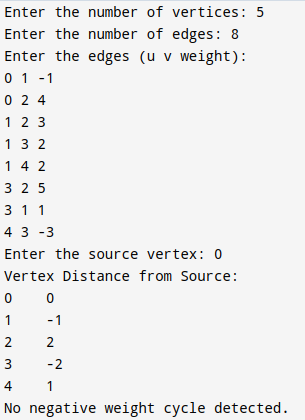 Enter the number of vertices: 5
Enter the number of edges: 8
Enter the edges (u v weight):
0 1 -1
0 2 4
1 2 3
1 3 2
1 4 2
3 2 5
3 1 1
4 3 -3
Enter the source vertex: 0
Vertex Distance from Source:
0    0
1    -1
2    2
3    -2
4    1
No negative weight cycle detected.